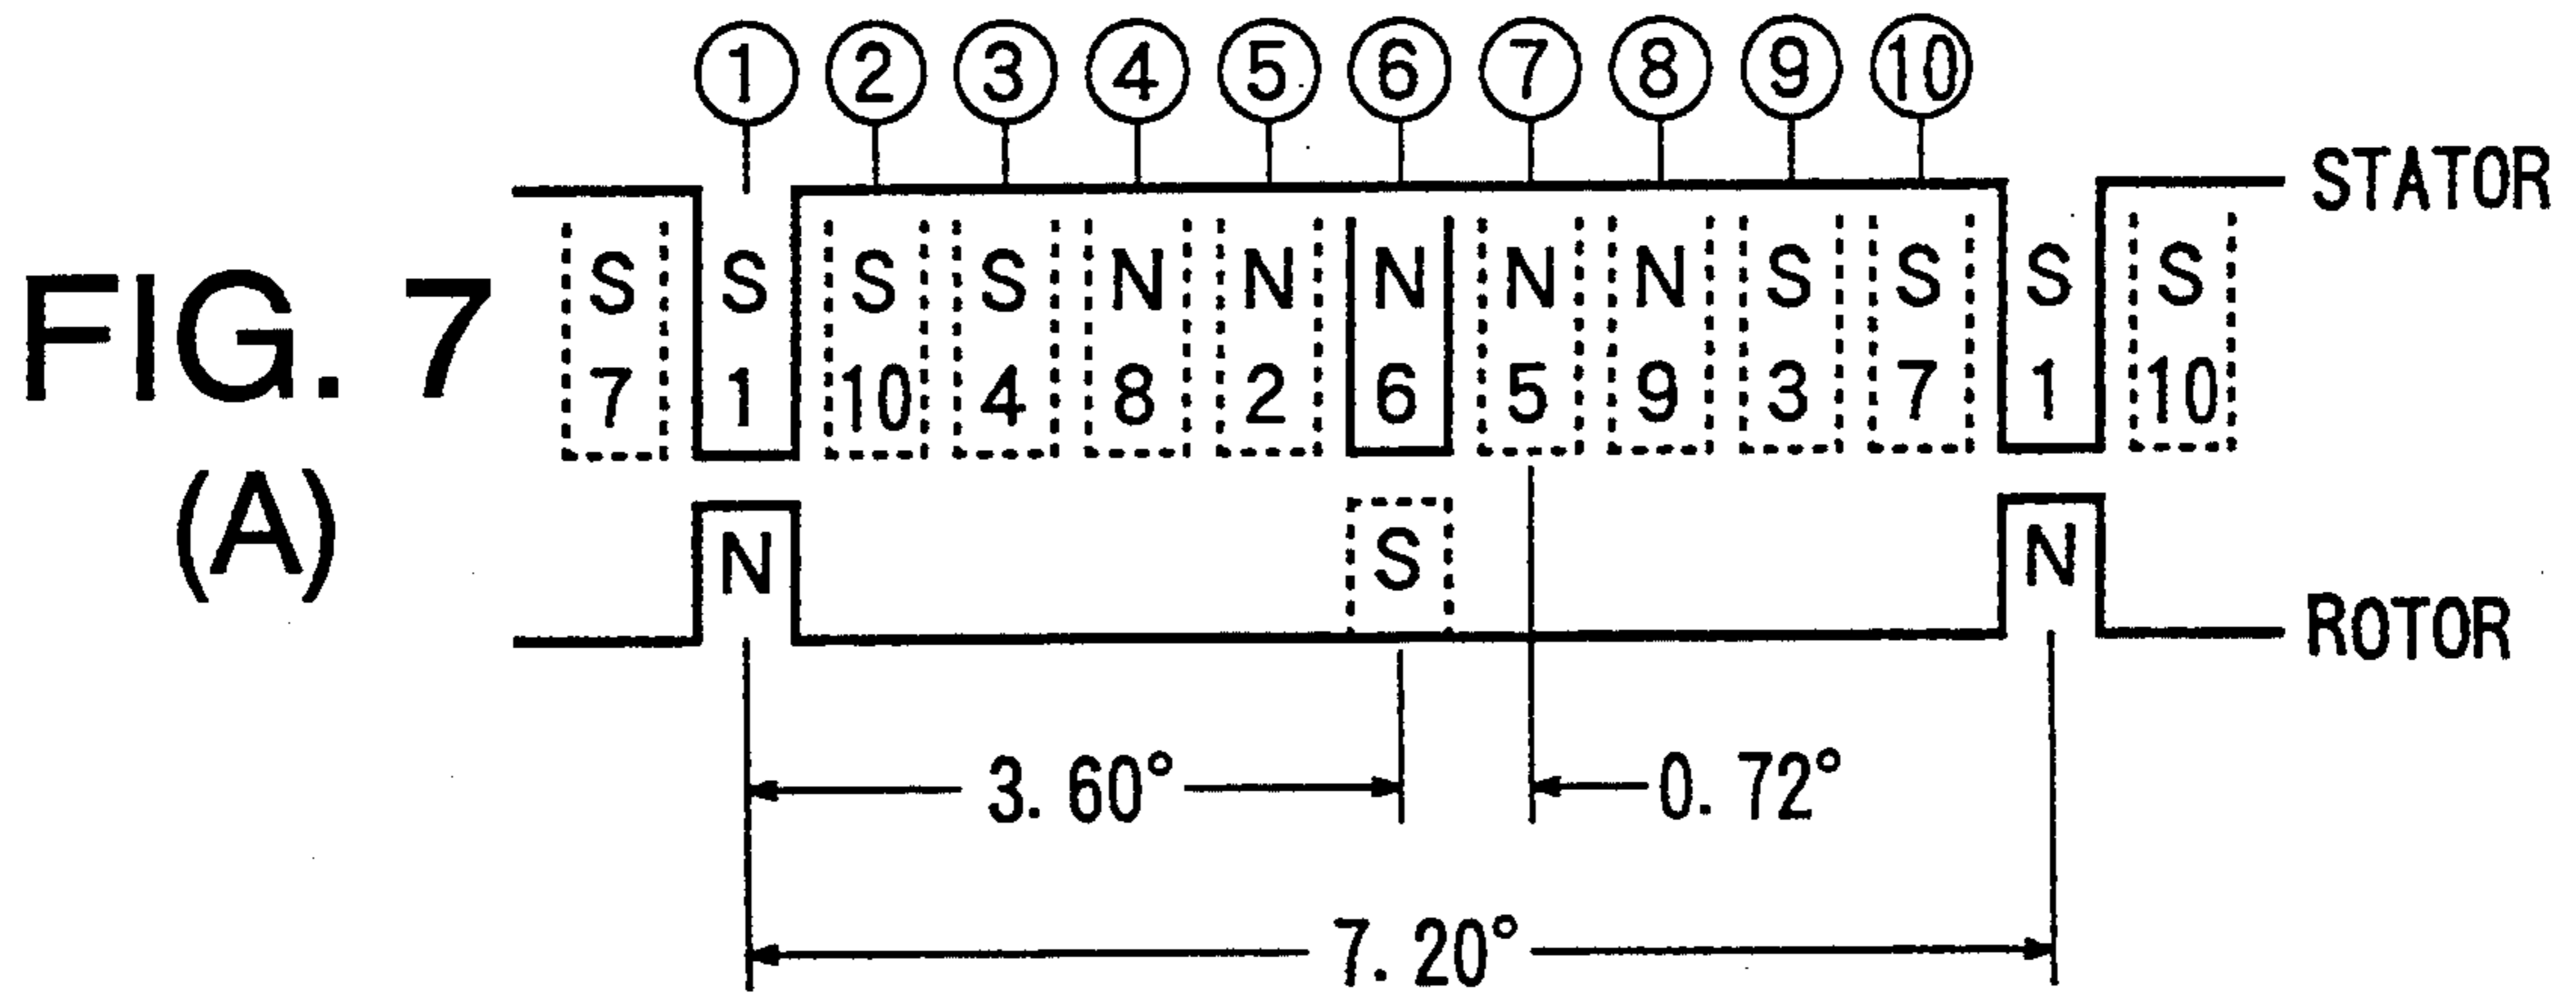 ① ② ③ ④ ⑤ ⑥ ⑦ ⑧ ⑨ ⑩
STATOR
FIG. 7
(A)
S S S S N N N N N S S S S
7 1 10 4 8 2 6 5 9 3 7 1 10
N S N
ROTOR
3. 60° 0. 72°
7. 20°